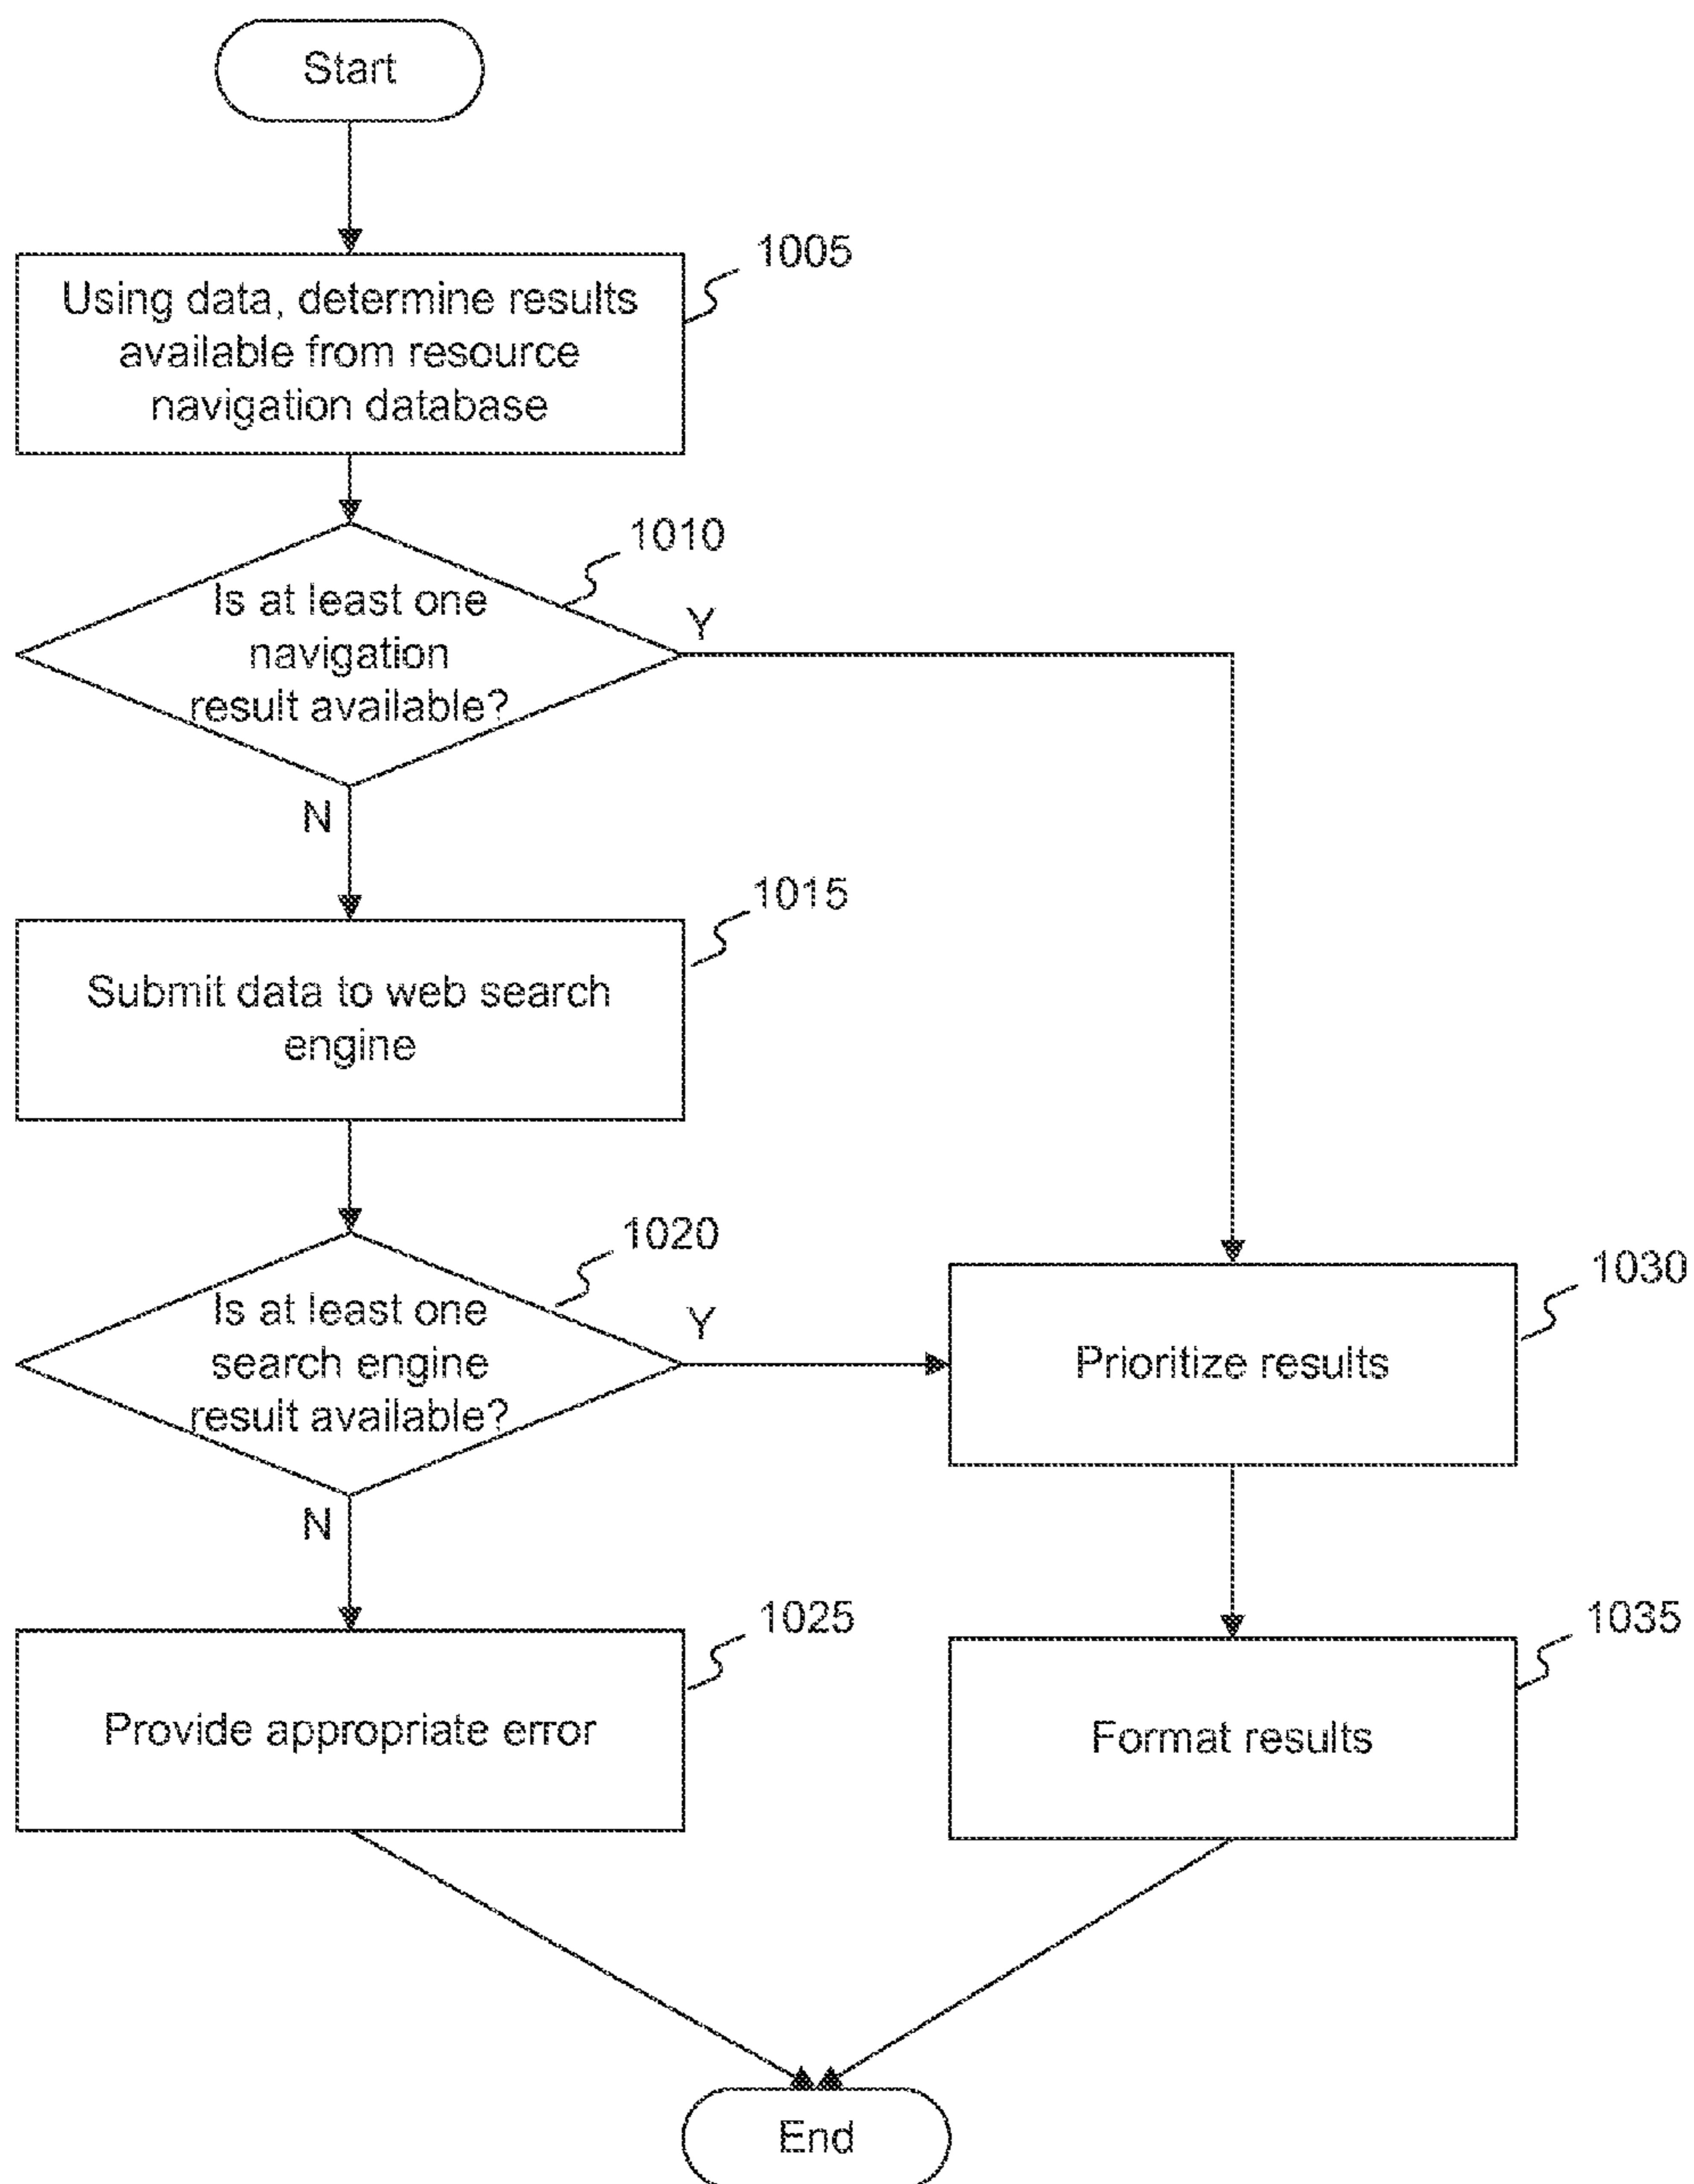 Start
1005
Using data, determine results
available from resource
navigation database
1010
Is at least one
navigation
result available?
Y
N
1015
Submit data to web search
engine
1020
Is at least one
search engine
result available?
Y
N
1030
Prioritize results
1025
Provide appropriate error
1035
Format results
End